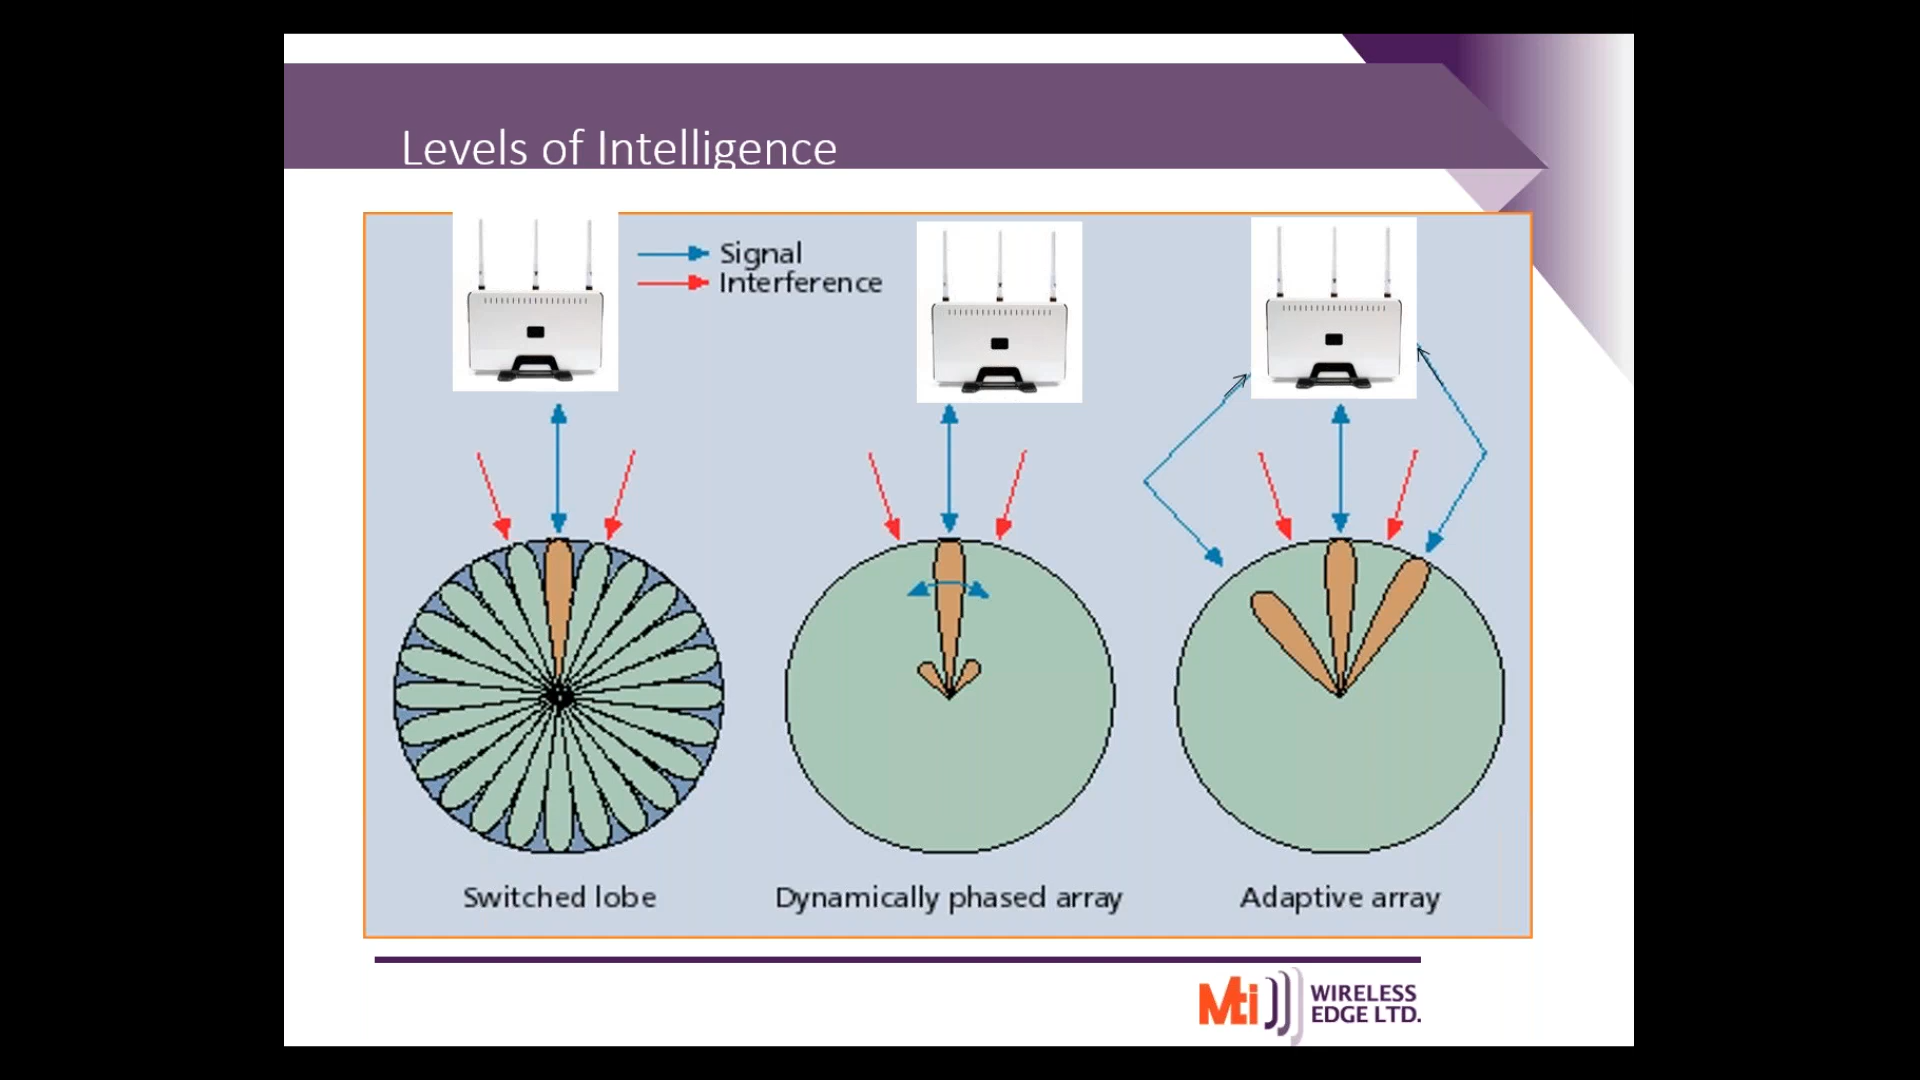 Levels of Intelligence
Signal
Interference
Switched lobe
Dynamically phased array
Adaptive array
Mti WIRELESS
EDGE LTD.